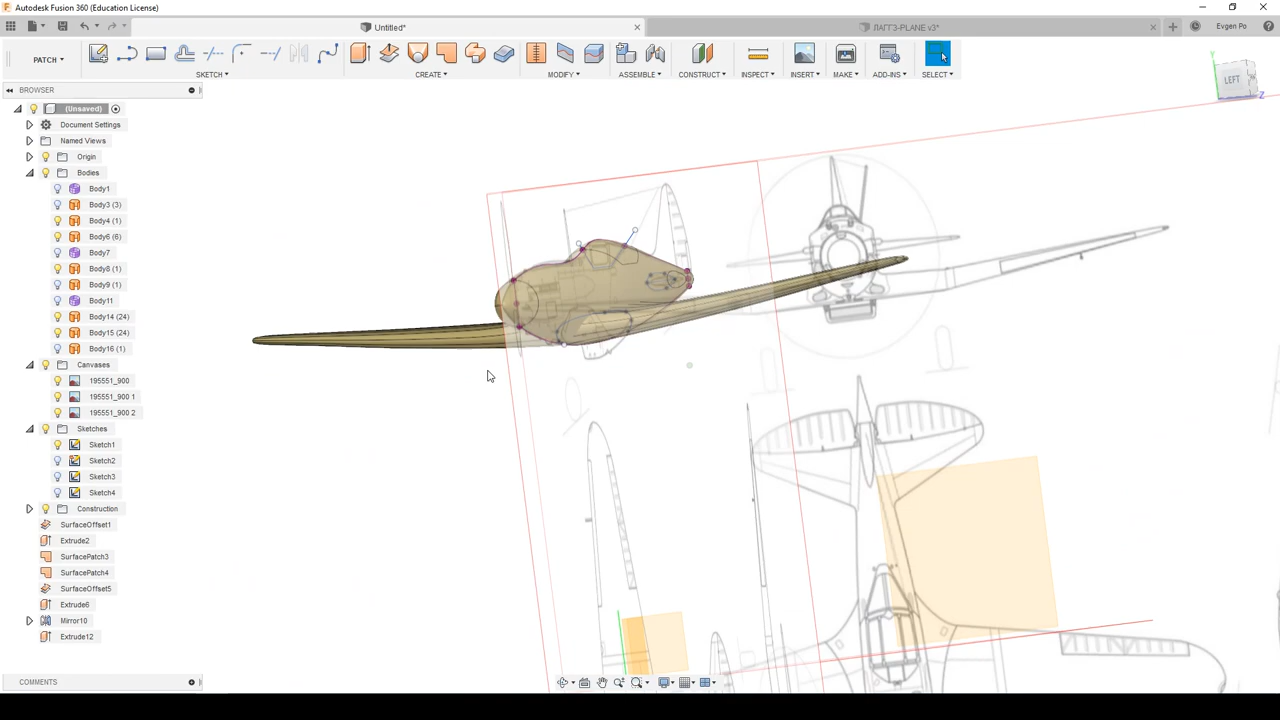 Autodesk Fusion 360 (Education License)
Untitled*
ЛАГГ3-PLANE v3*
Evgen Po
PATCH
SKETCH
CREATE
MODIFY
ASSEMBLE
CONSTRUCT
INSPECT
INSERT
MAKE
ADD-INS
SELECT
BROWSER
(Unsaved)
Document Settings
Named Views
Origin
Bodies
Body1
Body3 (3)
Body4 (1)
Body6 (6)
Body7
Body8 (1)
Body9 (1)
Body11
Body14 (24)
Body15 (24)
Body16 (1)
Canvases
195551_900
195551_900 1
195551_900 2
Sketches
Sketch1
Sketch2
Sketch3
Sketch4
Construction
SurfaceOffset1
Extrude2
SurfacePatch3
SurfacePatch4
SurfaceOffset5
Extrude6
Mirror10
Extrude12
COMMENTS
Y
LEFT
Z